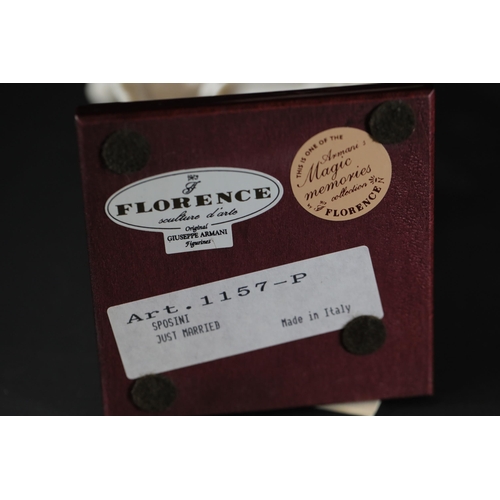 FLORENCE
sculture d'arte
Original
GIUSEPPE ARMANI
Figurines
THIS IS ONE OF THE
Armani's
Magic
memories
collection
FLORENCE
Art.1157-P
SPOSINI
JUST MARRIED
Made in Italy